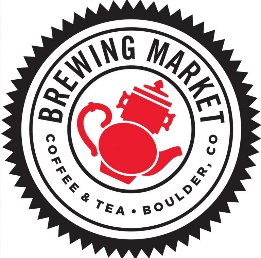 BREWING MARKET
COFFEE & TEA • BOULDER, CO